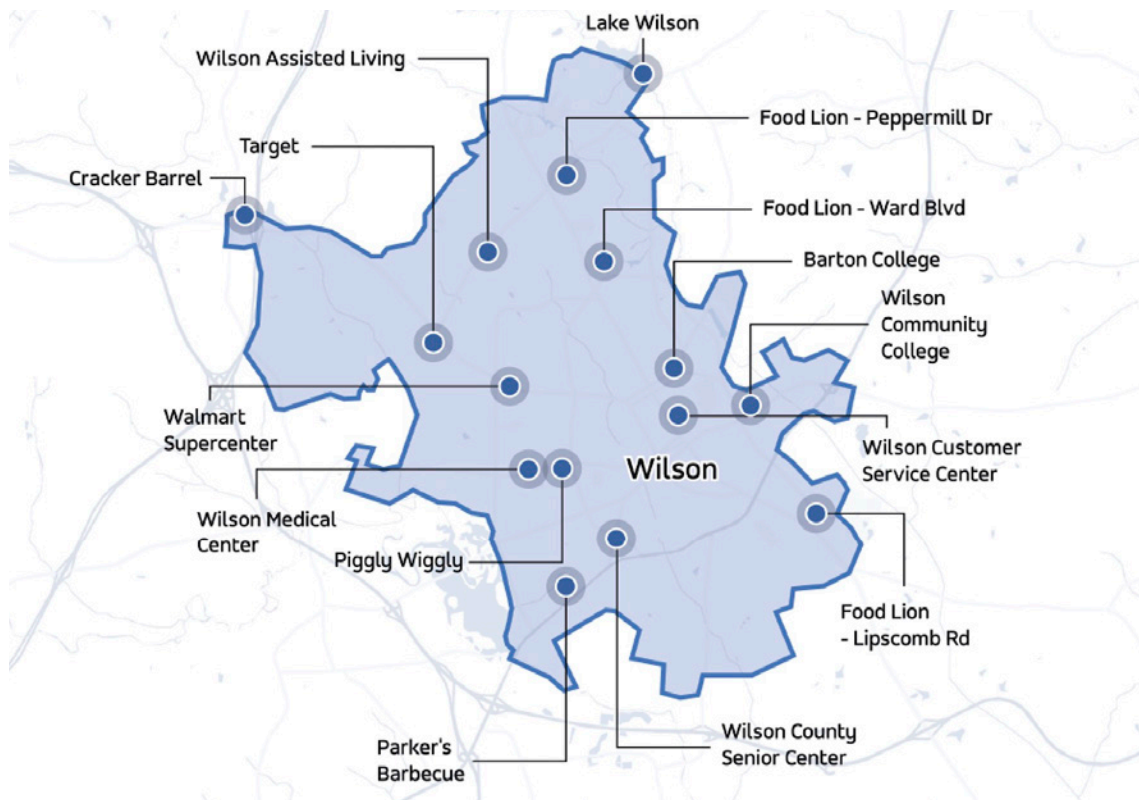 Lake Wilson
Wilson Assisted Living
Food Lion - Peppermill Dr
Target
Cracker Barrel
Food Lion - Ward Blvd
Barton College
Wilson
Community
College
Walmart
Supercenter
Wilson Customer
Service Center
Wilson
Wilson Medical
Center
Piggly Wiggly
Food Lion
- Lipscomb Rd
Wilson County
Senior Center
Parker's
Barbecue